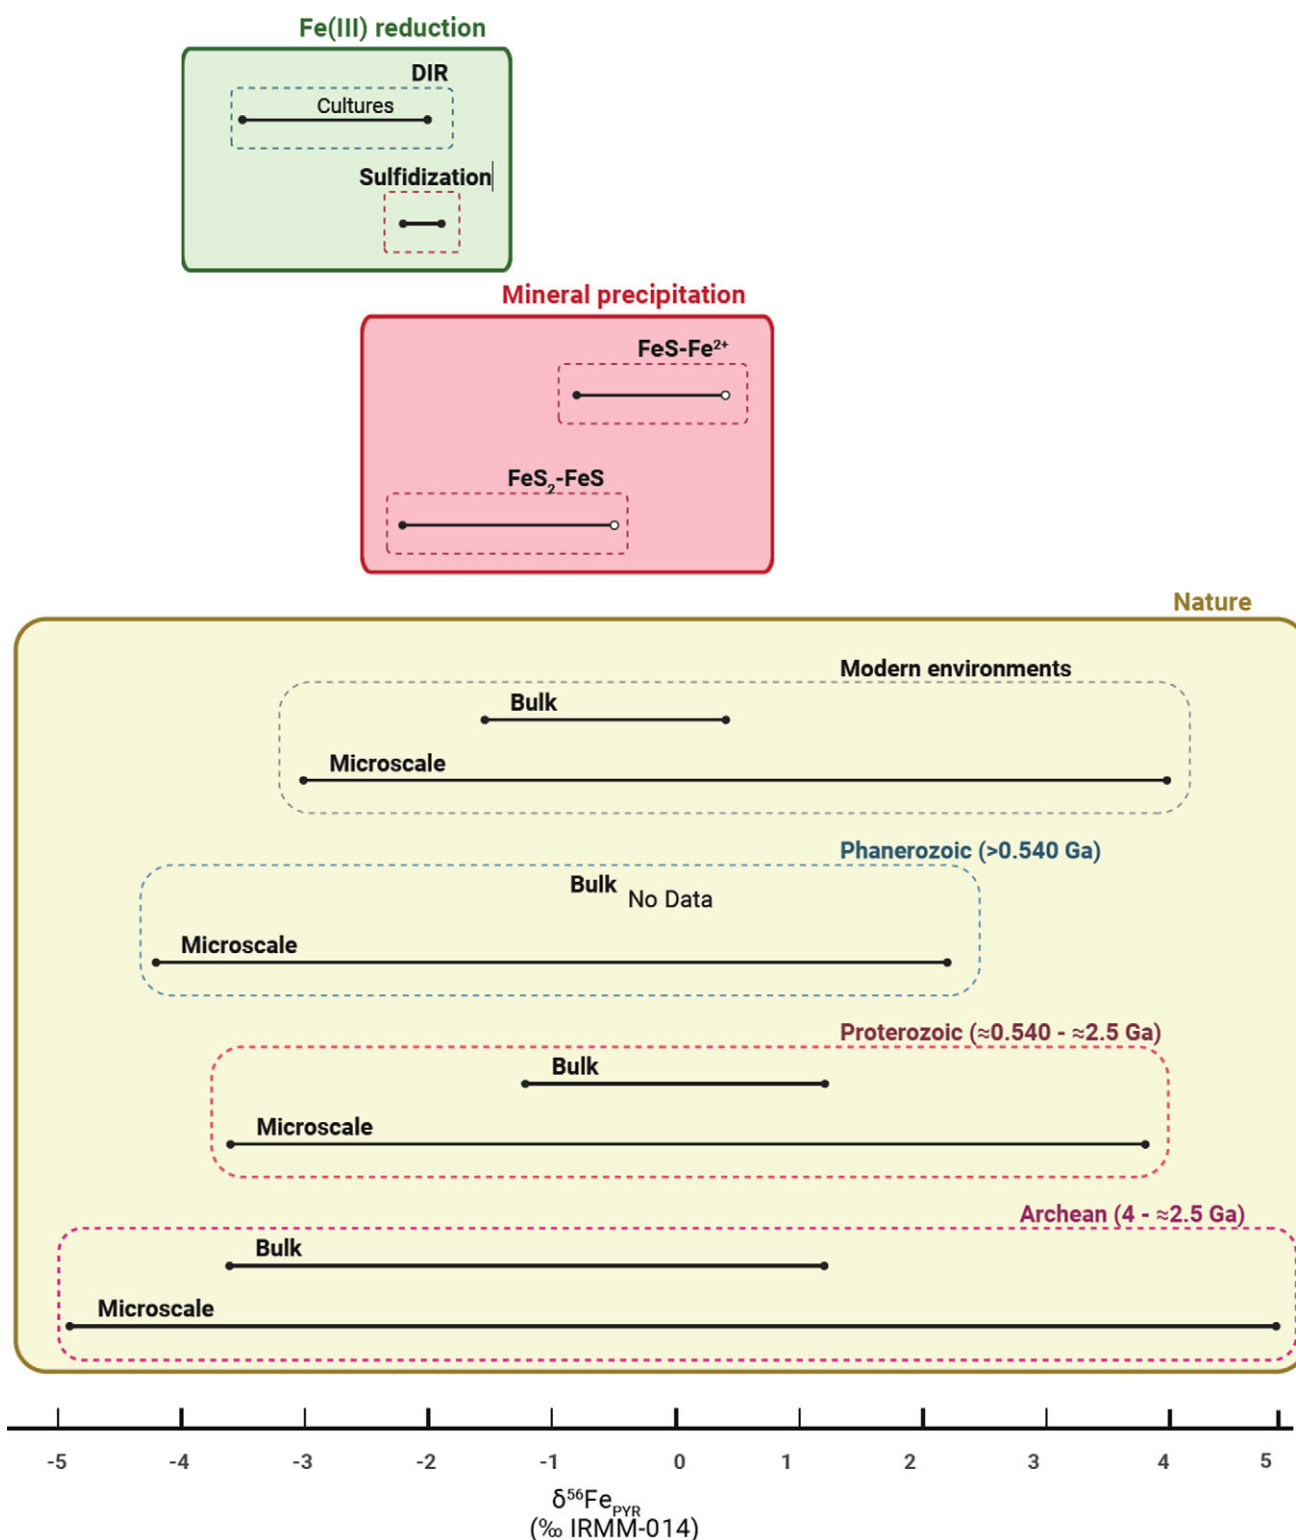 Fe(III) reduction
DIR
Cultures
Sulfidization
Mineral precipitation
FeS-Fe²⁺
FeS₂-FeS
Nature
Modern environments
Bulk
Microscale
Phanerozoic (>0.540 Ga)
Bulk No Data
Microscale
Proterozoic (≈0.540 - ≈2.5 Ga)
Bulk
Microscale
Archean (4 - ≈2.5 Ga)
Bulk
Microscale
-5 -4 -3 -2 -1 0 1 2 3 4 5
δ⁵⁶Fe_PYR
(‰ IRMM-014)